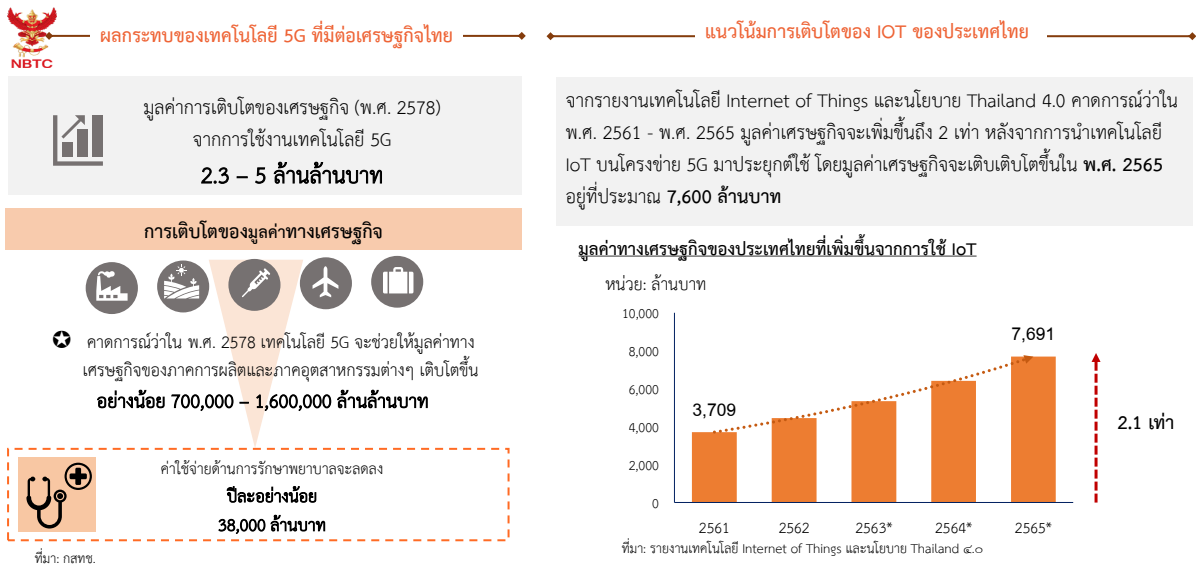 NBTC
ผลกระทบของเทคโนโลยี 5G ที่มีต่อเศรษฐกิจไทย
มูลค่าการเติบโตของเศรษฐกิจ (พ.ศ. 2578)
จากการใช้งานเทคโนโลยี 5G
2.3 – 5 ล้านล้านบาท
การเติบโตของมูลค่าทางเศรษฐกิจ
คาดการณ์ว่าใน พ.ศ. 2578 เทคโนโลยี 5G จะช่วยให้มูลค่าทาง
เศรษฐกิจของภาคการผลิตและภาคอุตสาหกรรมต่างๆ เติบโตขึ้น
อย่างน้อย 700,000 – 1,600,000 ล้านล้านบาท
ค่าใช้จ่ายด้านการรักษาพยาบาลจะลดลง
ปีละอย่างน้อย
38,000 ล้านบาท
ที่มา: กสทช.
แนวโน้มการเติบโตของ IOT ของประเทศไทย
จากรายงานเทคโนโลยี Internet of Things และนโยบาย Thailand 4.0 คาดการณ์ว่าใน
พ.ศ. 2561 - พ.ศ. 2565 มูลค่าเศรษฐกิจจะเพิ่มขึ้นถึง 2 เท่า หลังจากการนำเทคโนโลยี
IoT บนโครงข่าย 5G มาประยุกต์ใช้ โดยมูลค่าเศรษฐกิจจะเติบเติบโตขึ้นใน พ.ศ. 2565
อยู่ที่ประมาณ 7,600 ล้านบาท
มูลค่าทางเศรษฐกิจของประเทศไทยที่เพิ่มขึ้นจากการใช้ IoT
หน่วย: ล้านบาท
10,000
8,000
6,000
4,000
2,000
0
3,709
7,691
2.1 เท่า
2561 2562 2563* 2564* 2565*
ที่มา: รายงานเทคโนโลยี Internet of Things และนโยบาย Thailand ๔.๐